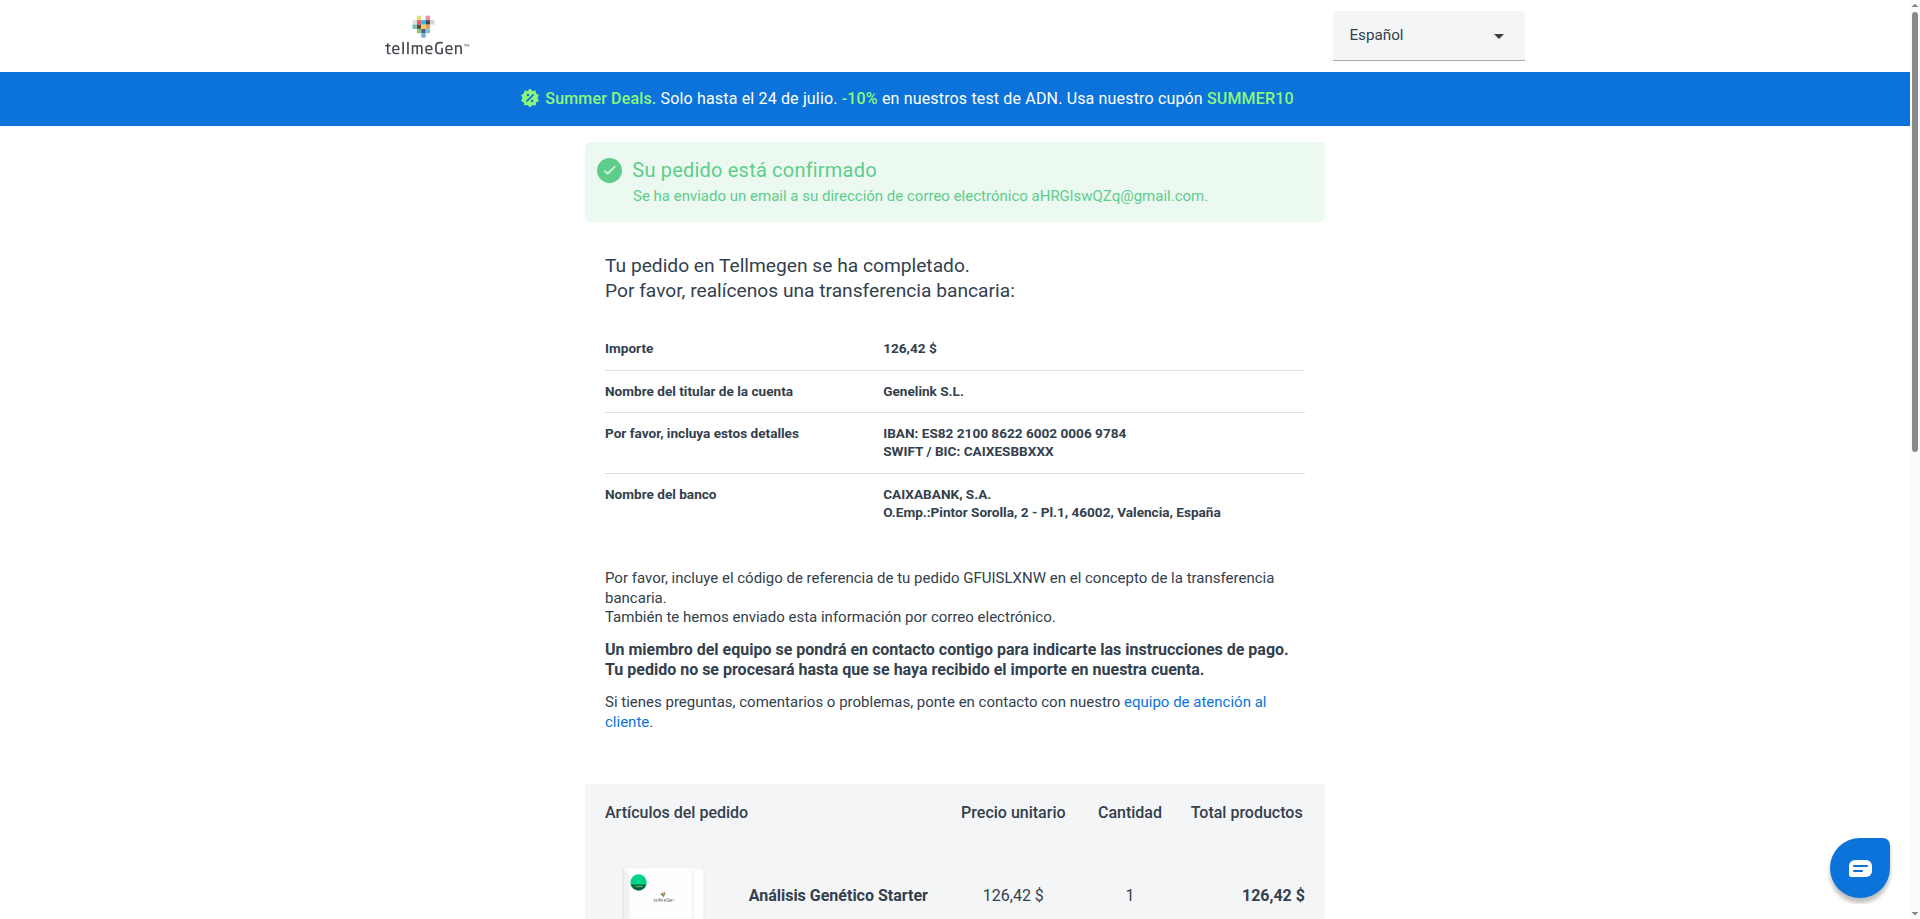 tellmeGen™
Español
Summer Deals. Solo hasta el 24 de julio. -10% en nuestros test de ADN. Usa nuestro cupón SUMMER10
Su pedido está confirmado
Se ha enviado un email a su dirección de correo electrónico aHRGlswQZq@gmail.com.
Tu pedido en Tellmegen se ha completado.
Por favor, realícenos una transferencia bancaria:
Importe 126,42 $
Nombre del titular de la cuenta Genelink S.L.
Por favor, incluya estos detalles IBAN: ES82 2100 8622 6002 0006 9784
SWIFT / BIC: CAIXESBBXXX
Nombre del banco CAIXABANK, S.A.
O.Emp.:Pintor Sorolla, 2 - Pl.1, 46002, Valencia, España
Por favor, incluye el código de referencia de tu pedido GFUISLXNW en el concepto de la transferencia
bancaria.
También te hemos enviado esta información por correo electrónico.
Un miembro del equipo se pondrá en contacto contigo para indicarte las instrucciones de pago.
Tu pedido no se procesará hasta que se haya recibido el importe en nuestra cuenta.
Si tienes preguntas, comentarios o problemas, ponte en contacto con nuestro equipo de atención al
cliente.
Artículos del pedido Precio unitario Cantidad Total productos
tellmeGen
Análisis Genético Starter 126,42 $ 1 126,42 $